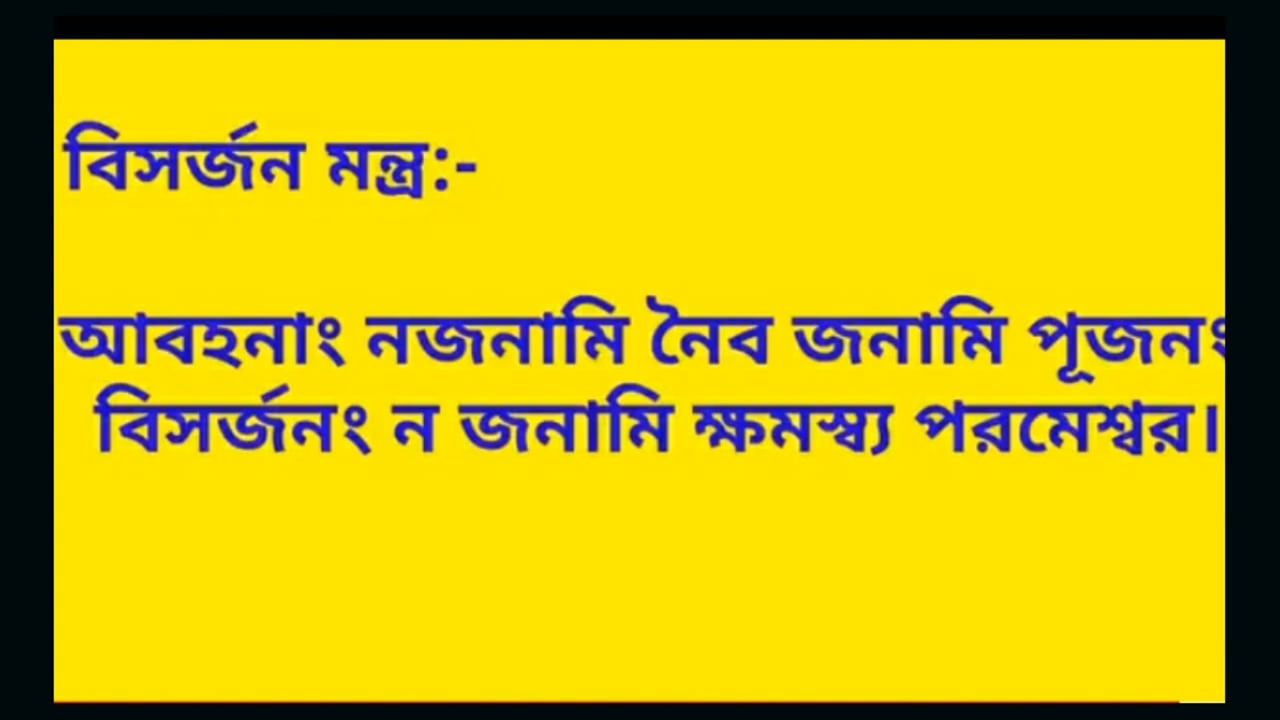 বিসর্জন মন্ত্র:-
আবহনাং নজনামি নৈব জনামি পূজনং
বিসর্জনং ন জনামি ক্ষমস্ব্য পরমেশ্বর।